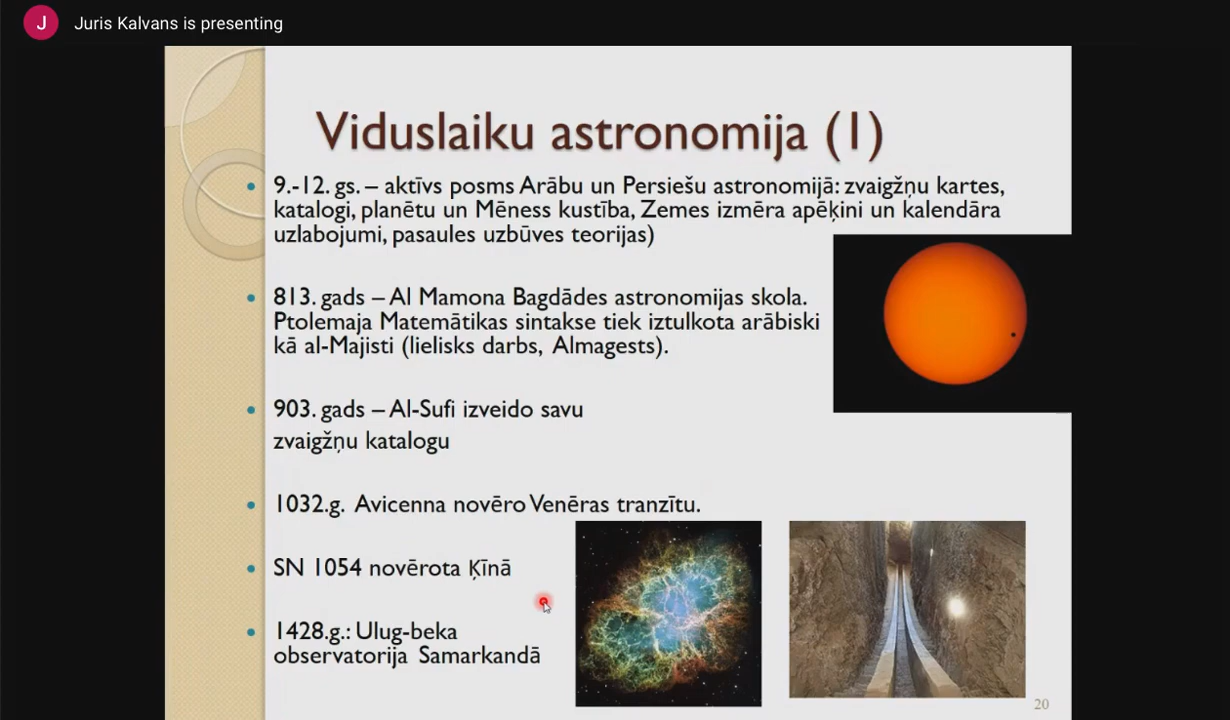 J
Juris Kalvans is presenting
Viduslaiku astronomija (1)
• 9.-12. gs. – aktīvs posms Arābu un Persiešu astronomijā: zvaigžņu kartes,
katalogi, planētu un Mēness kustība, Zemes izmēra apēķini un kalendāra
uzlabojumi, pasaules uzbūves teorijas)
• 813. gads – Al Mamona Bagdādes astronomijas skola.
Ptolemaja Matemātikas sintakse tiek iztulkota arābiski
kā al-Majisti (lielisks darbs, Almagests).
• 903. gads – Al-Sufi izveido savu
zvaigžņu katalogu
• 1032.g. Avicenna novēro Venēras tranzītu.
• SN 1054 novērota Ķīnā
• 1428.g.: Ulug-beka
observatorija Samarkandā
20